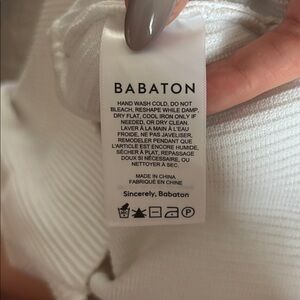 BABATON
HAND WASH COLD, DO NOT
BLEACH, RESHAPE WHILE DAMP,
DRY FLAT, COOL IRON ONLY IF
NEEDED, OR DRY CLEAN.
LAVER À LA MAIN À L'EAU
FROIDE, NE PAS JAVELISER,
REMODELER PENDANT QUE
L'ARTICLE EST ENCORE HUMIDE,
SÉCHER À PLAT, REPASSAGE
DOUX SI NÉCESSAIRE, OU
NETTOYER À SEC.
MADE IN CHINA
FABRIQUÉ EN CHINE
Sincerely, Babaton
P